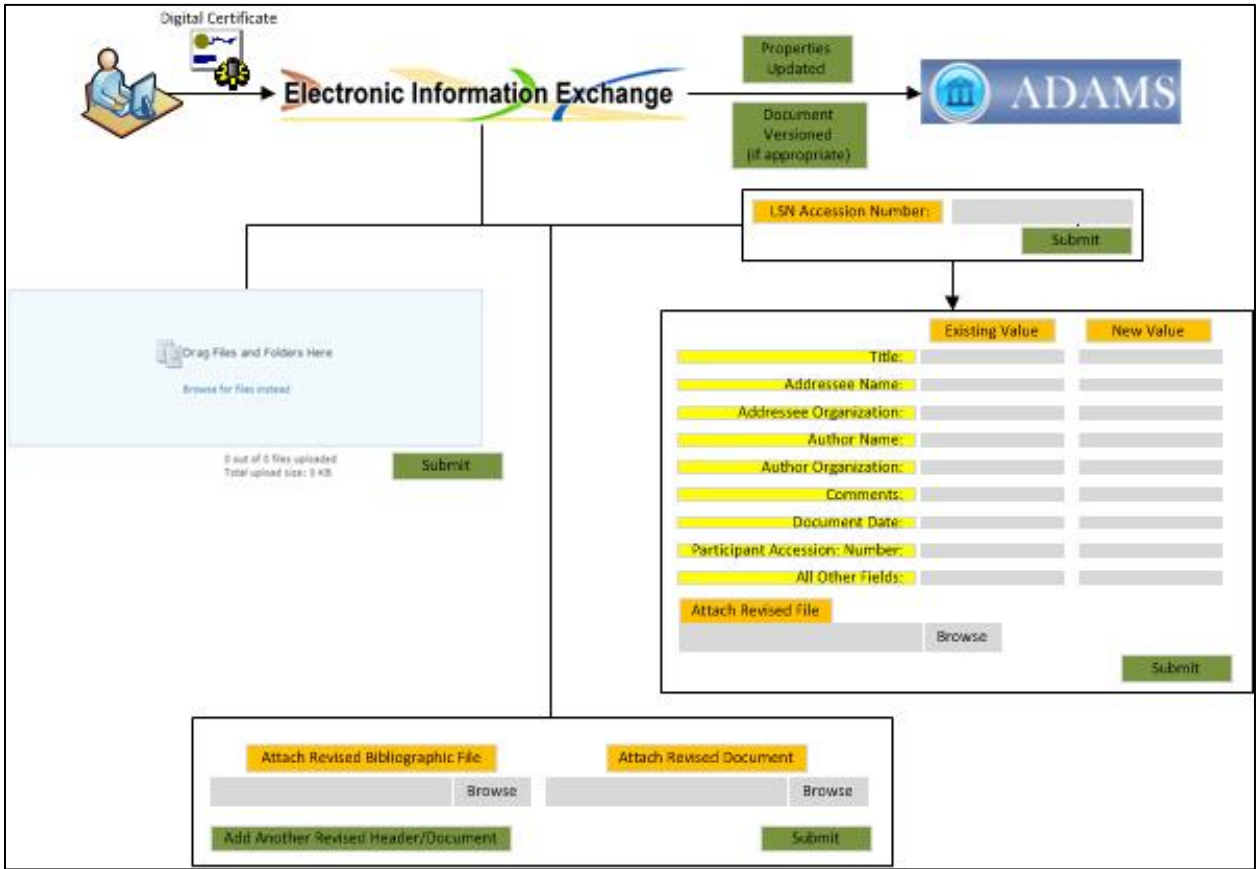 Digital Certificate
Electronic Information Exchange
Properties
Updated
Document
Versioned
(if appropriate)
ADAMS
LSN Accession Number:
Submit
Drag Files and Folders Here
Browse for files instead
0 out of 0 files uploaded
Total upload size: 0 KB
Submit
Existing Value New Value
Title:
Addressee Name:
Addressee Organization:
Author Name:
Author Organization:
Comments:
Document Date:
Participant Accession: Number:
All Other Fields:
Attach Revised File
Browse
Submit
Attach Revised Bibliographic File Attach Revised Document
Browse Browse
Add Another Revised Header/Document Submit